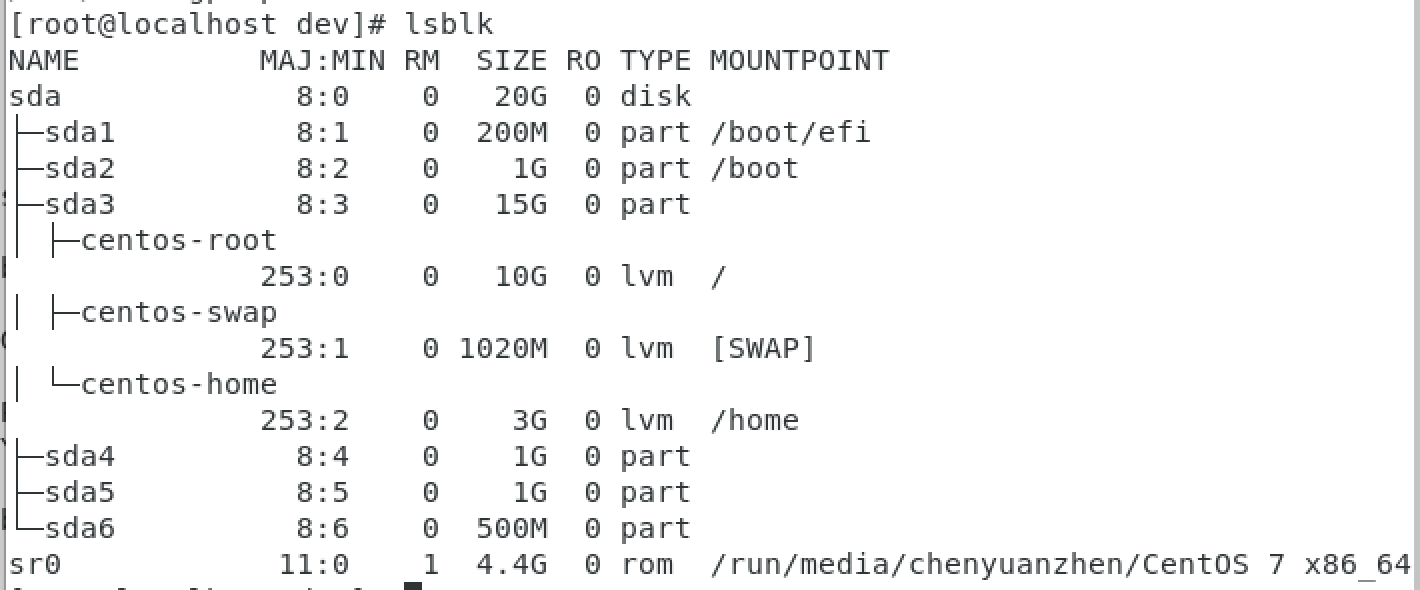 [root@localhost dev]# lsblk
NAME          MAJ:MIN RM   SIZE RO TYPE MOUNTPOINT
sda             8:0    0    20G  0 disk
├─sda1          8:1    0   200M  0 part /boot/efi
├─sda2          8:2    0     1G  0 part /boot
├─sda3          8:3    0    15G  0 part
│ ├─centos-root
              253:0    0    10G  0 lvm  /
│ ├─centos-swap
              253:1    0 1020M  0 lvm  [SWAP]
│ └─centos-home
              253:2    0     3G  0 lvm  /home
├─sda4          8:4    0     1G  0 part
├─sda5          8:5    0     1G  0 part
└─sda6          8:6    0   500M  0 part
sr0            11:0    1   4.4G  0 rom  /run/media/chenyuanzhen/CentOS 7 x86_64